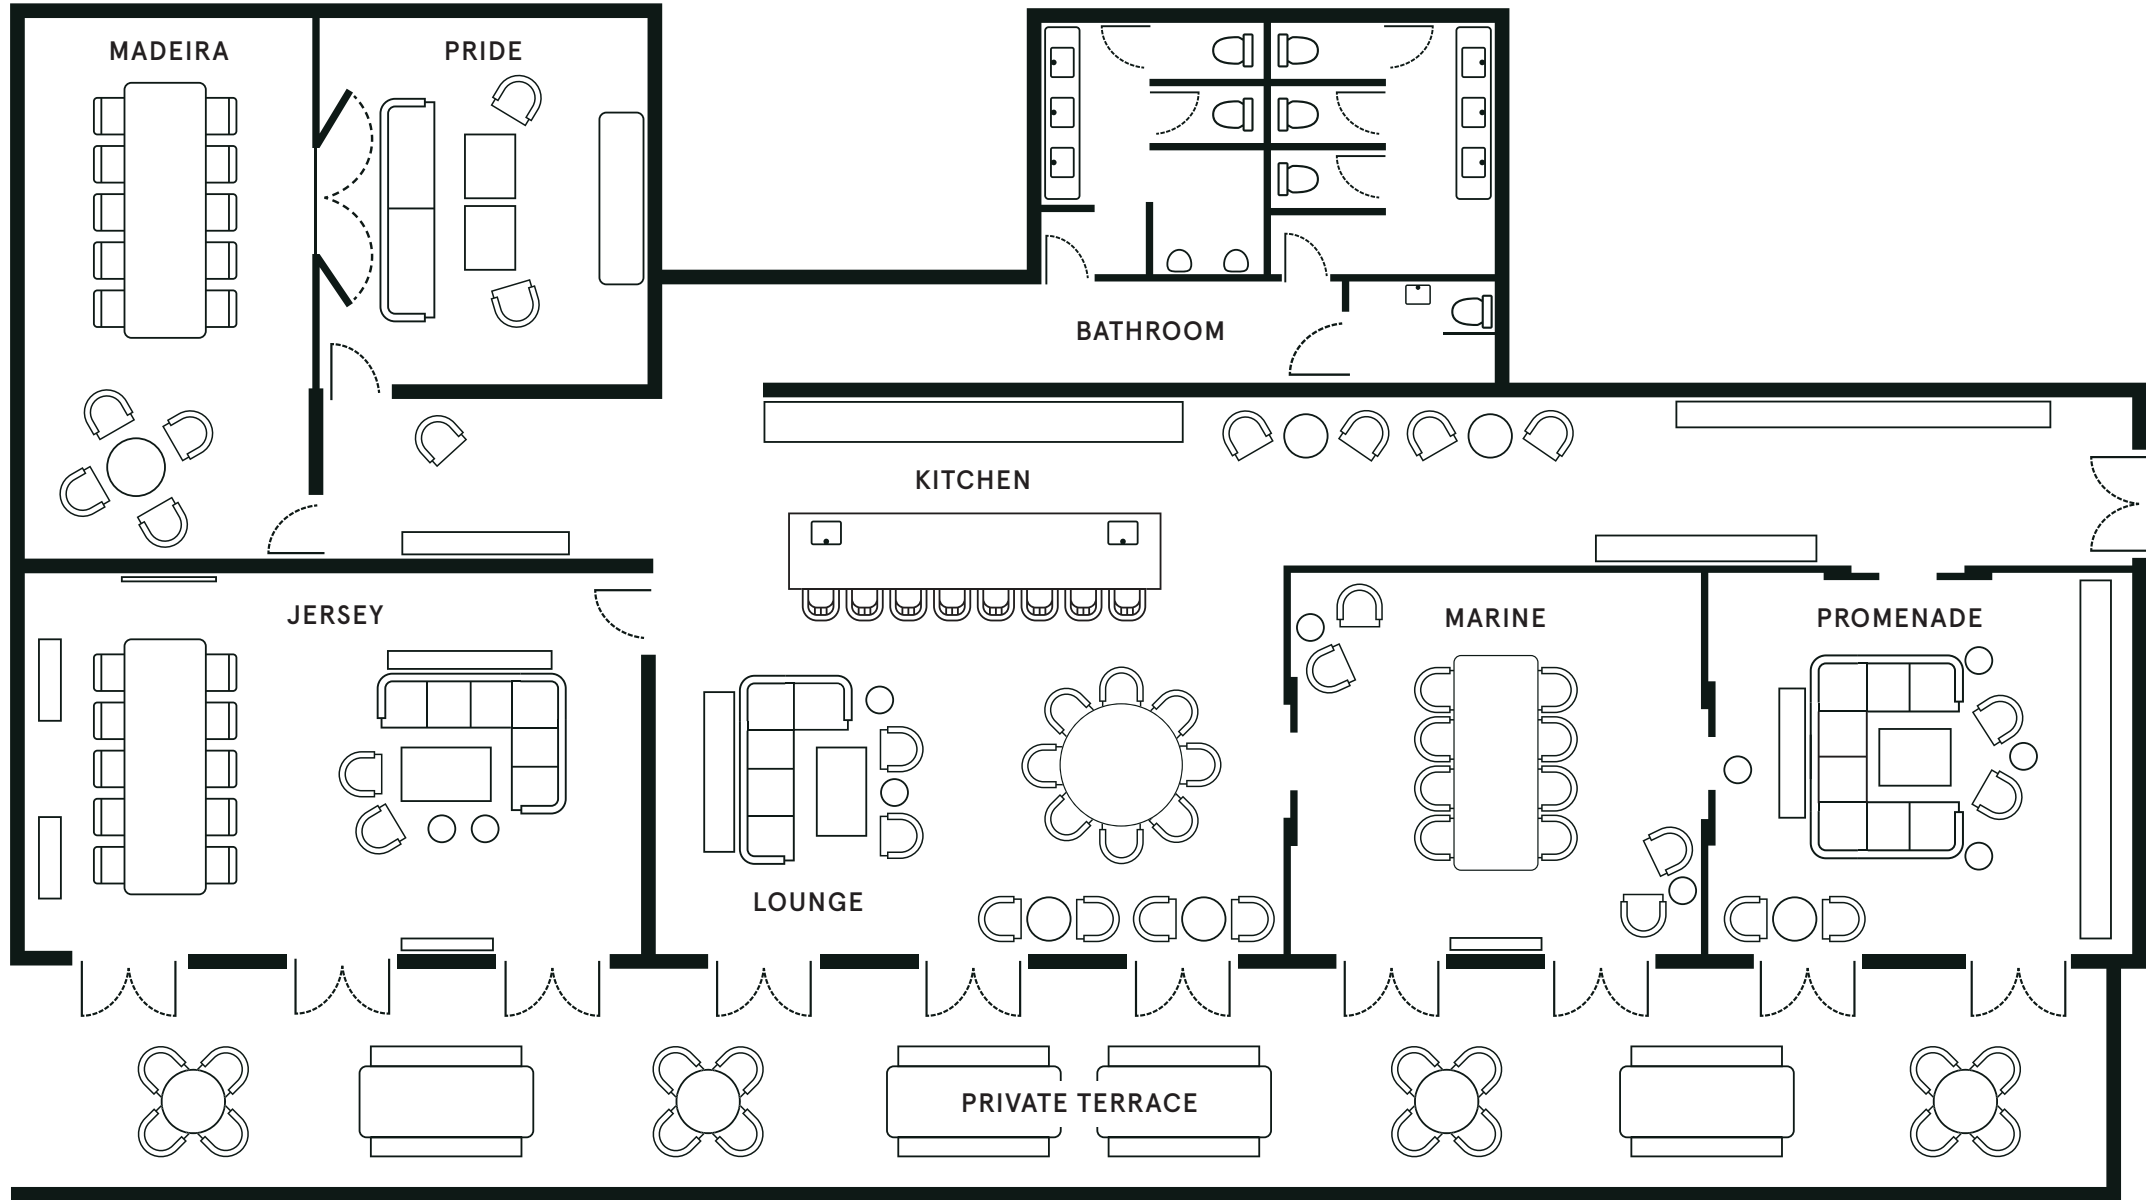 MADEIRA
PRIDE
BATHROOM
KITCHEN
JERSEY
MARINE
PROMENADE
LOUNGE
PRIVATE TERRACE